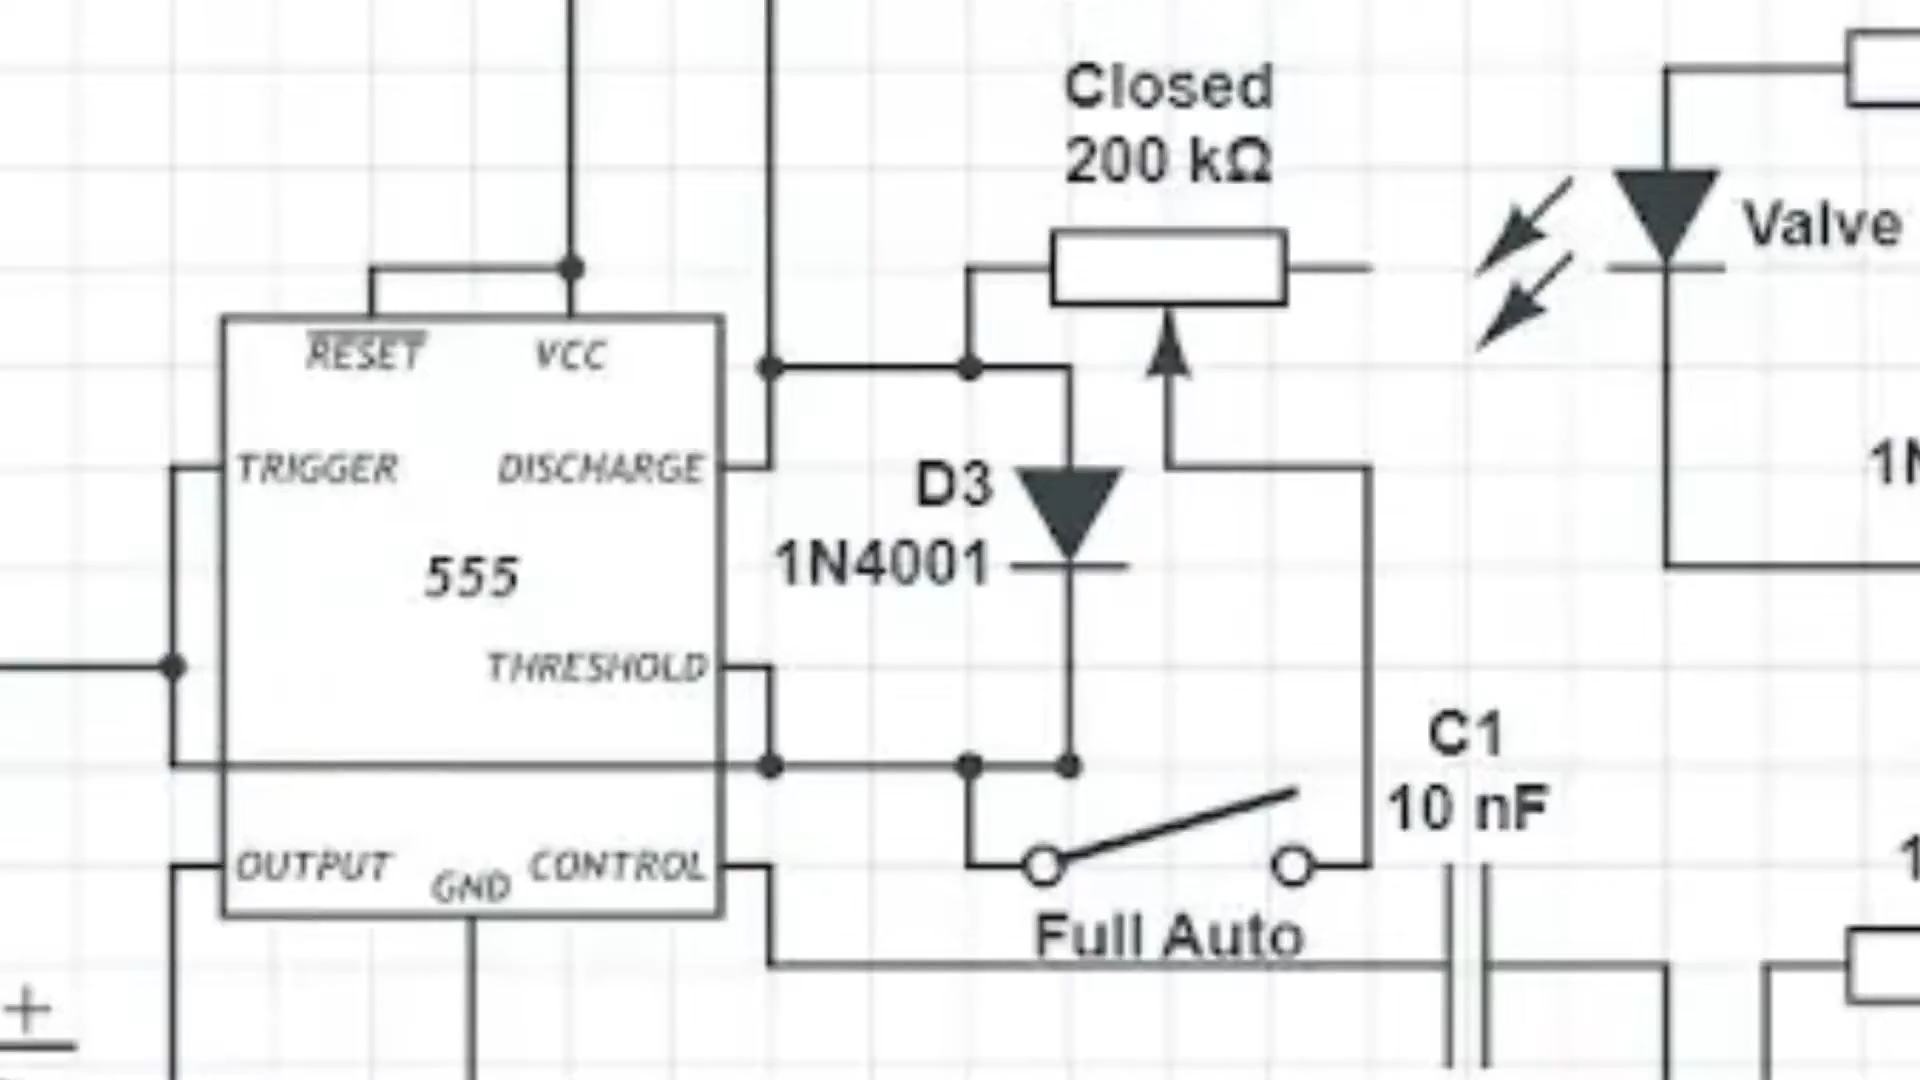 Closed
200 kΩ
Valve
RESET
VCC
TRIGGER
DISCHARGE
D3
1N4001
555
THRESHOLD
C1
10 nF
OUTPUT
GND
CONTROL
Full Auto
+